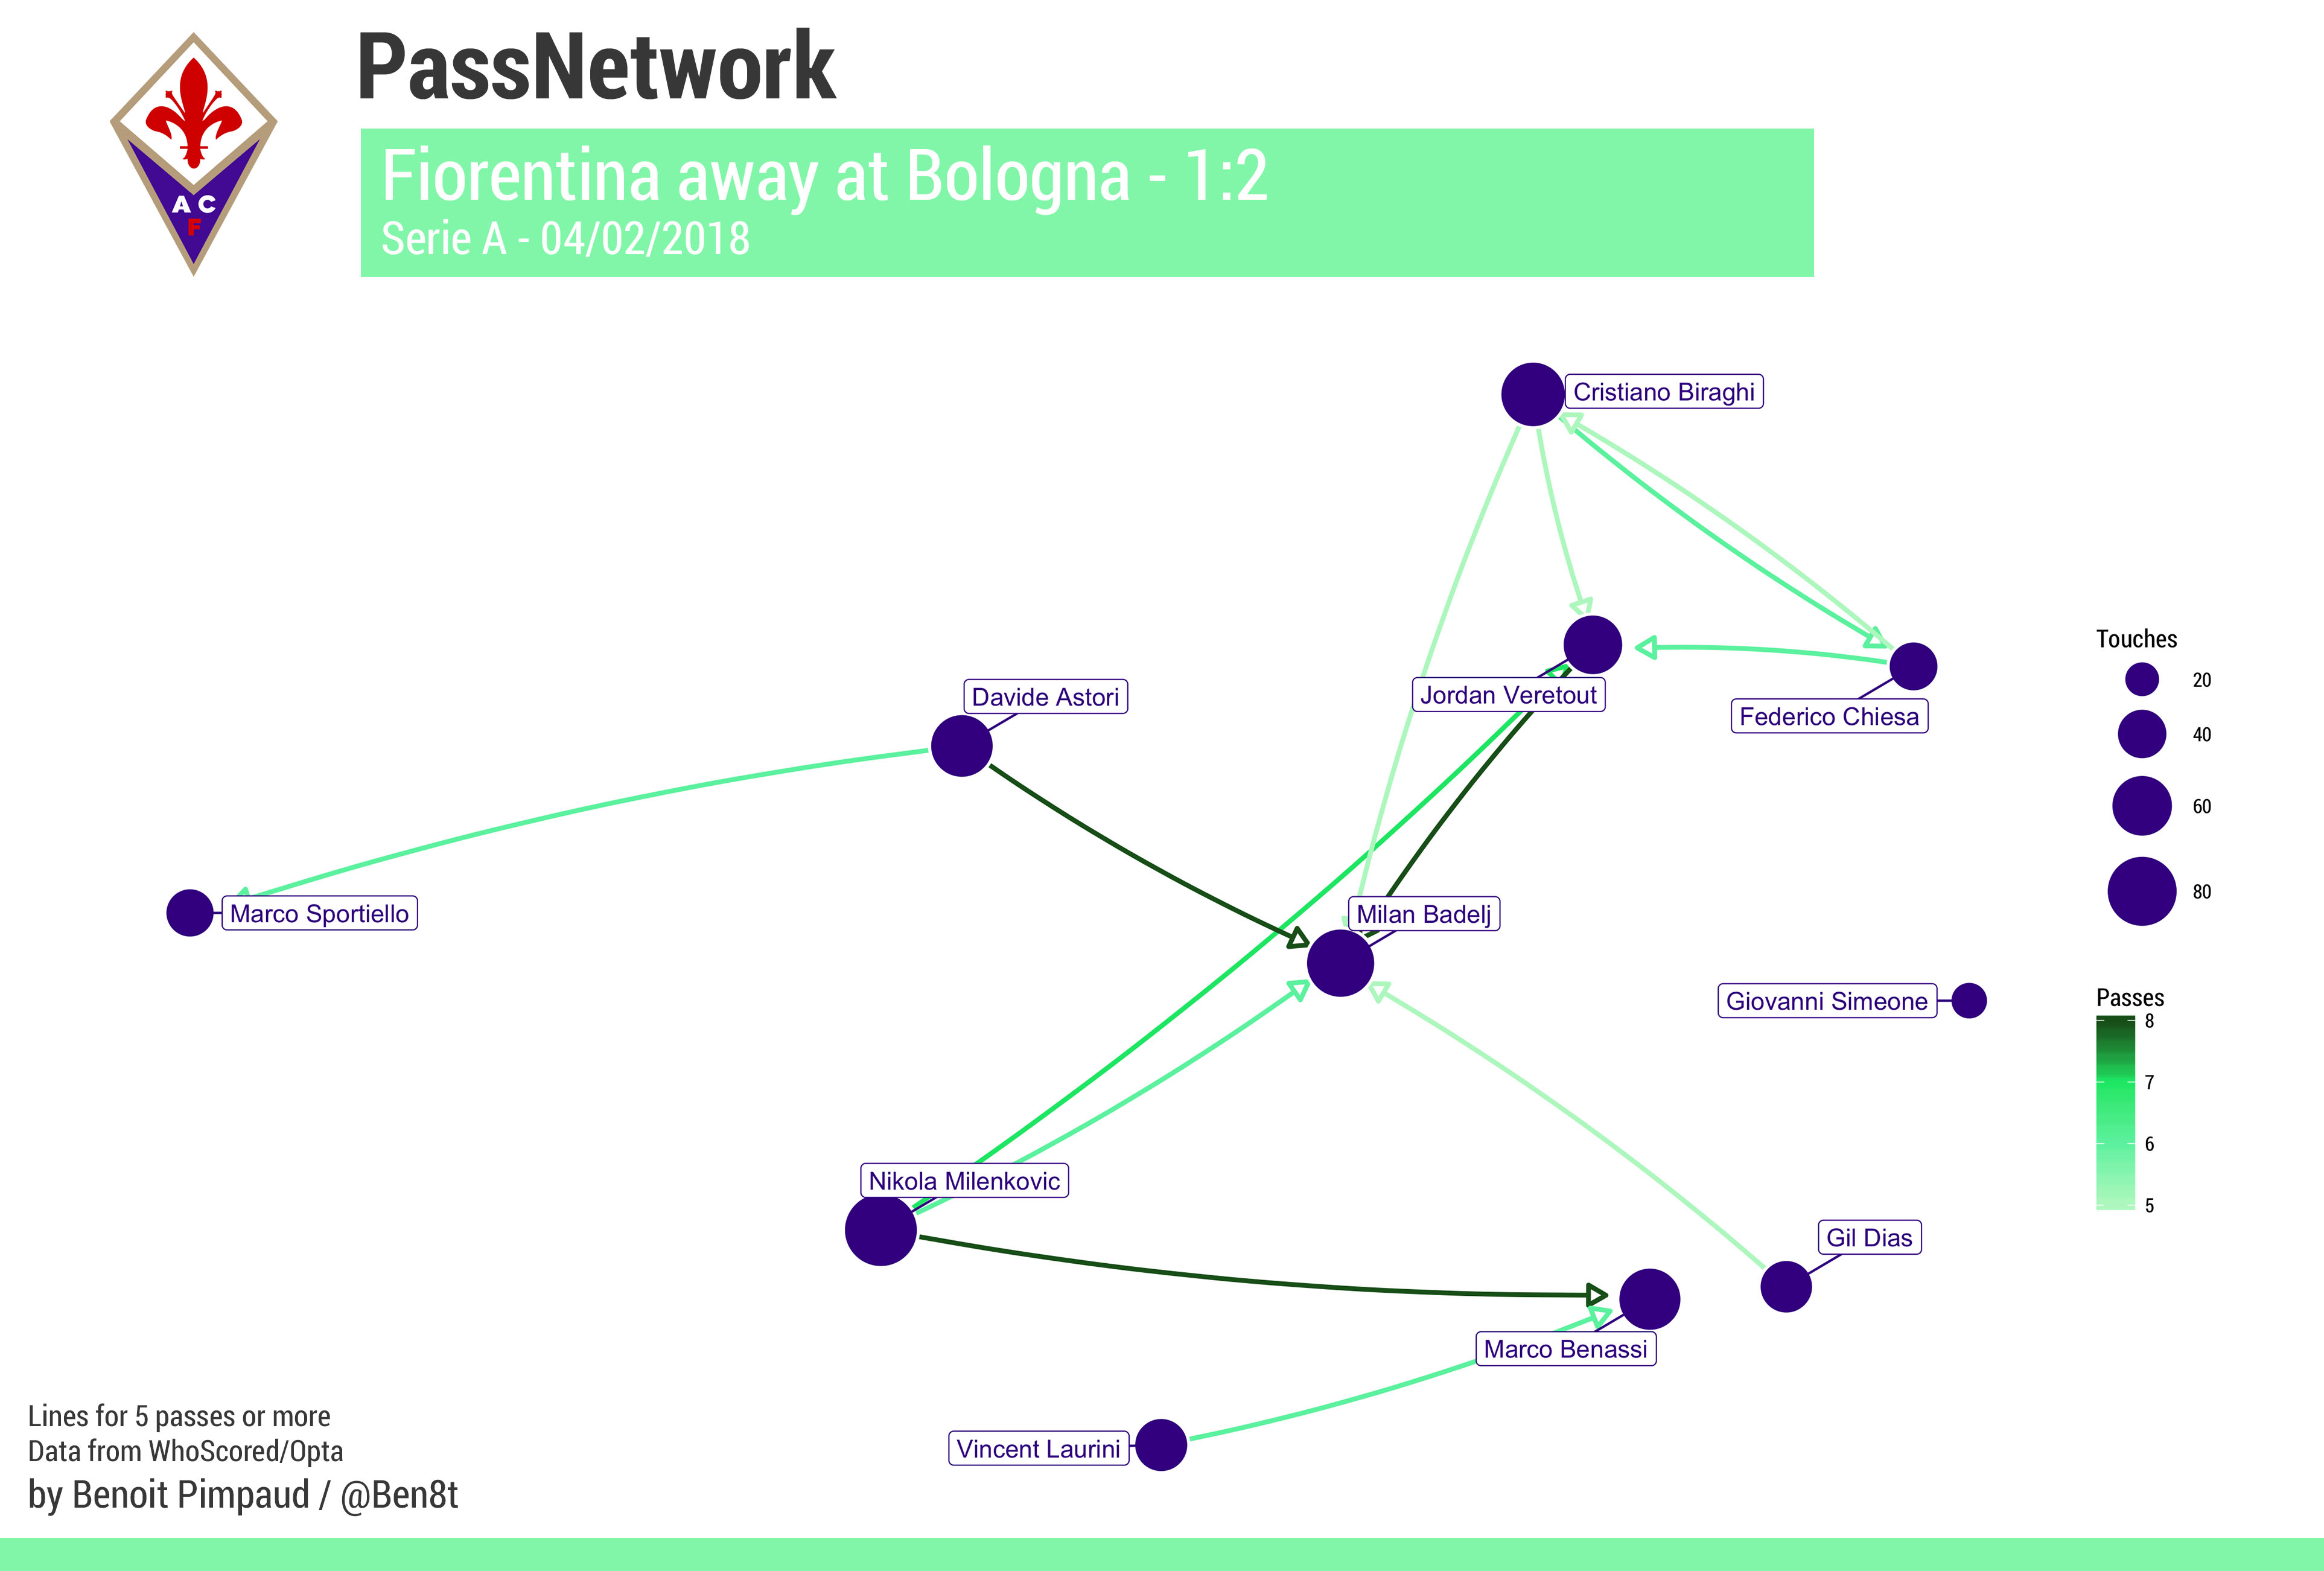 PassNetwork
A C
F
Fiorentina away at Bologna - 1:2
Serie A - 04/02/2018
Cristiano Biraghi
Jordan Veretout
Federico Chiesa
Davide Astori
Marco Sportiello
Milan Badelj
Giovanni Simeone
Nikola Milenkovic
Gil Dias
Marco Benassi
Vincent Laurini
Touches
20
40
60
80
Passes
8
7
6
5
Lines for 5 passes or more
Data from WhoScored/Opta
by Benoit Pimpaud / @Ben8t